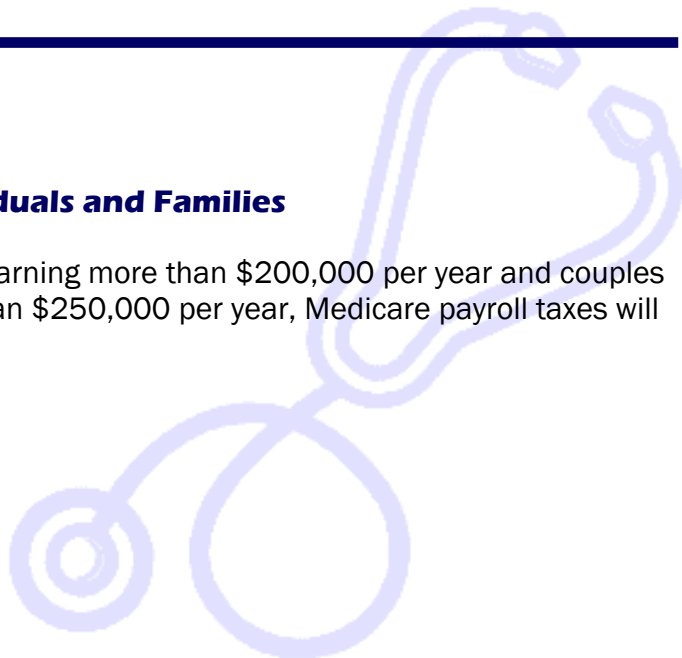 duals and Families
arning more than $200,000 per year and couples
an $250,000 per year, Medicare payroll taxes will